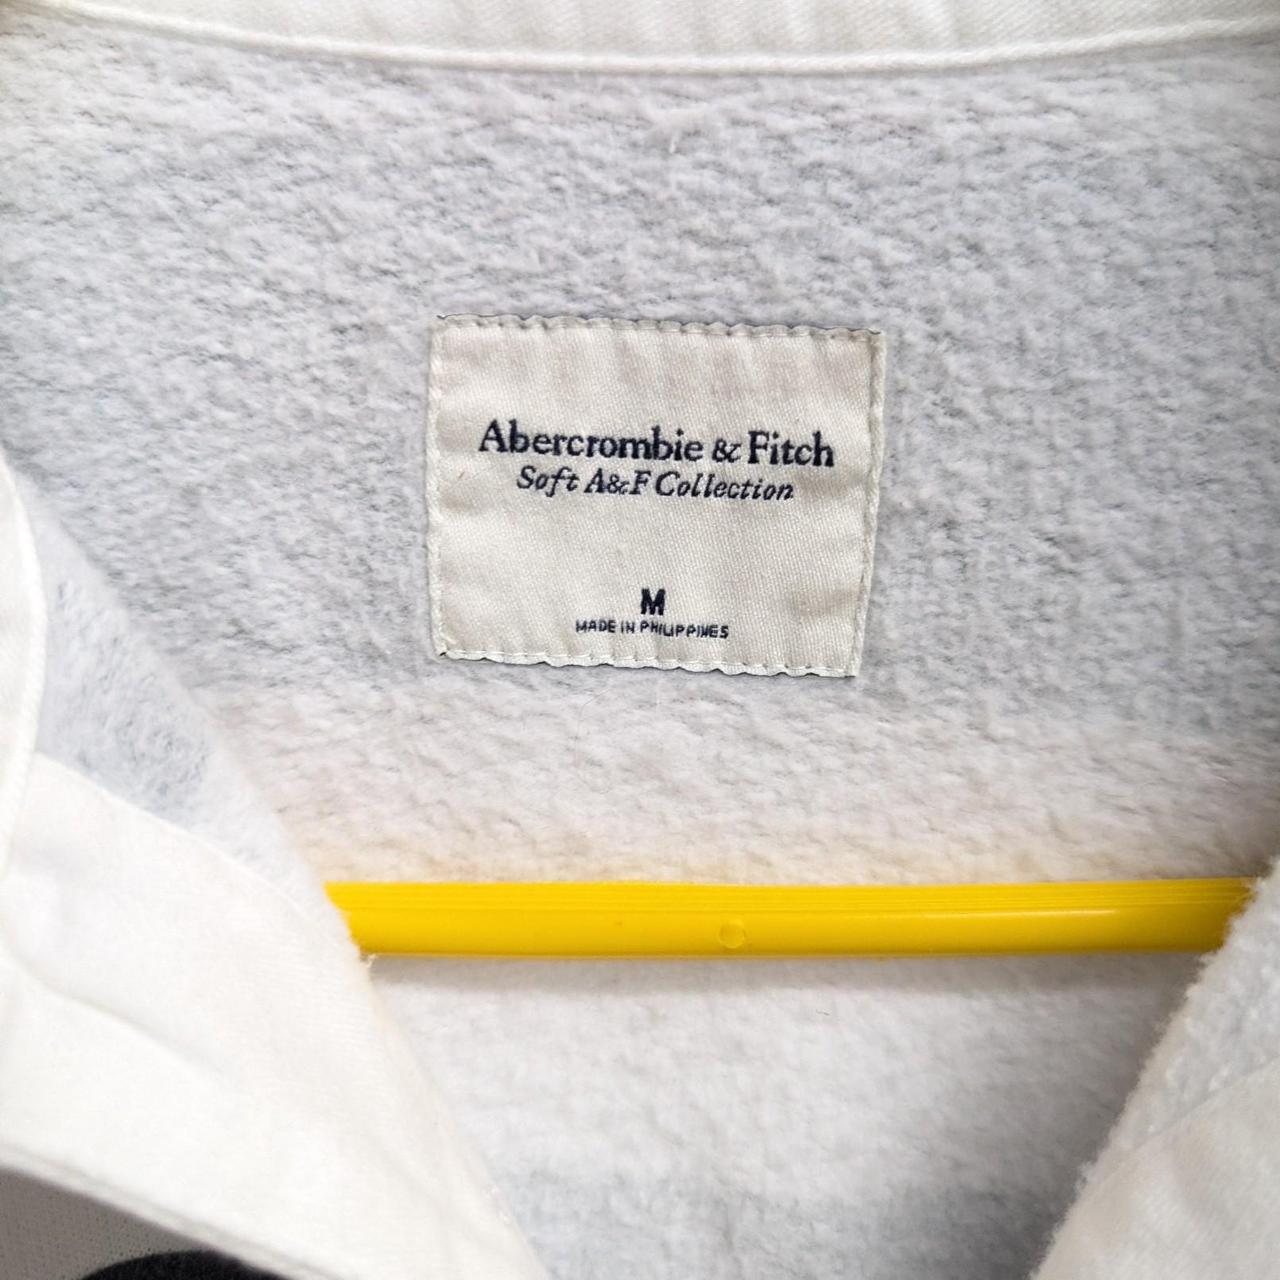 Abercrombie & Fitch
Soft A&F Collection
M
MADE IN PHILIPPINES